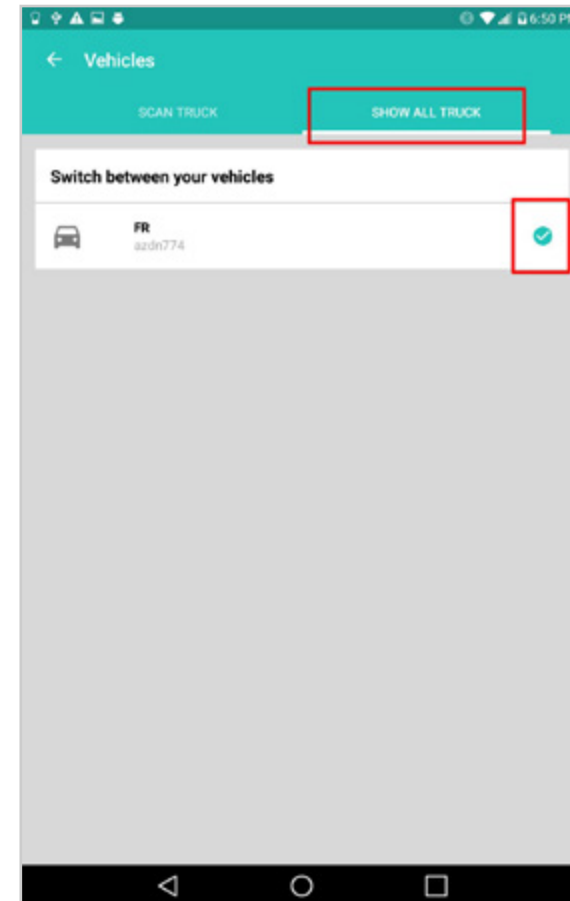 6:50 PM
Vehicles
SCAN TRUCK
SHOW ALL TRUCK
Switch between your vehicles
FR
azdn774